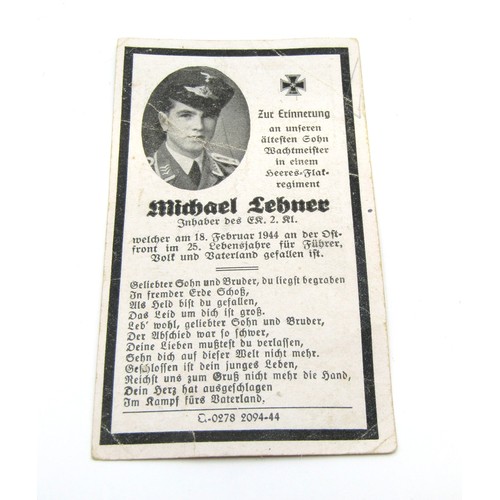 Zur Erinnerung
an unseren
ältesten Sohn
Wachtmeister
in einem
Heeres-Flak-
regiment
Michael Lehner
Inhaber des EK. 2. Kl.
welcher am 18. Februar 1944 an der Ost-
front im 25. Lebensjahre für Führer,
Volk und Vaterland gefallen ist.
Geliebter Sohn und Bruder, du liegst begraben
In fremder Erde Schoß,
Als Held bist du gefallen,
Das Leid um dich ist groß.
Leb' wohl, geliebter Sohn und Bruder,
Der Abschied war so schwer,
Deine Lieben mußtest du verlassen,
Sehn dich auf dieser Welt nicht mehr.
Geschlossen ist dein junges Leben,
Reichst uns zum Gruß nicht mehr die Hand,
Dein Herz hat ausgeschlagen
Im Kampf fürs Vaterland.
C-0278 2094-44